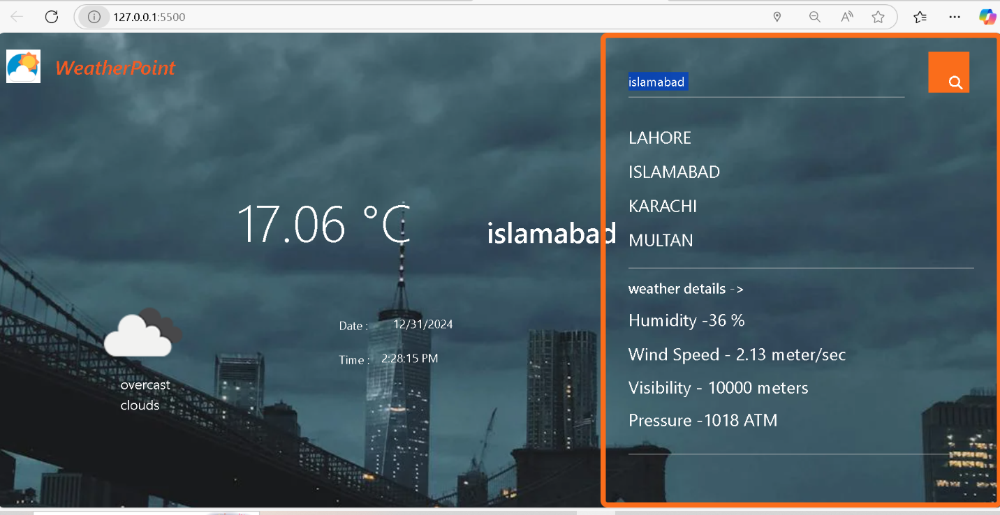 127.0.0.1:5500
WeatherPoint
islamabad
LAHORE
ISLAMABAD
KARACHI
MULTAN
17.06 °C
islamabad
weather details ->
Humidity -36 %
Wind Speed - 2.13 meter/sec
Visibility - 10000 meters
Pressure -1018 ATM
Date : 12/31/2024
Time : 2:28:15 PM
overcast
clouds